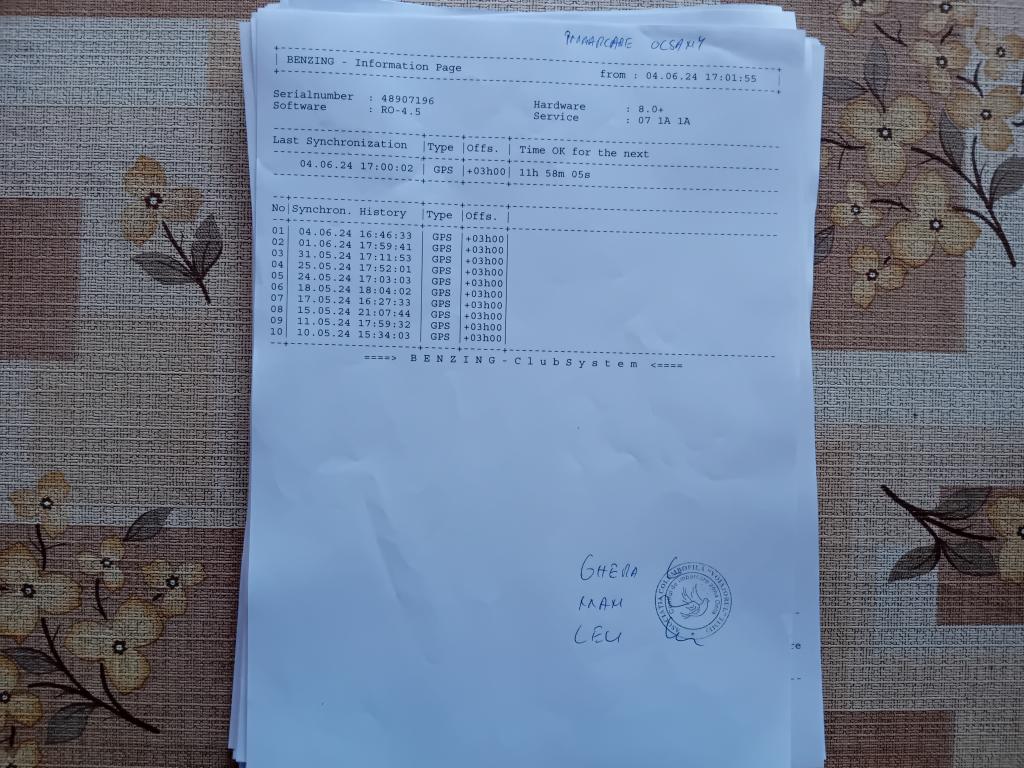 IMBARCARE OCSANY
BENZING - Information Page from : 04.06.24 17:01:55
Serialnumber : 48907196 Hardware : 8.0+
Software : RO-4.5 Service : 07 1A 1A
Last Synchronization |Type |Offs. | Time OK for the next
04.06.24 17:00:02 | GPS |+03h00| 11h 58m 05s
No|Synchron. History |Type |Offs. |
01| 04.06.24 16:46:33 | GPS |+03h00|
02| 01.06.24 17:59:41 | GPS |+03h00|
03| 31.05.24 17:11:53 | GPS |+03h00|
04| 25.05.24 17:52:01 | GPS |+03h00|
05| 24.05.24 17:03:03 | GPS |+03h00|
06| 18.05.24 18:04:02 | GPS |+03h00|
07| 17.05.24 16:27:33 | GPS |+03h00|
08| 15.05.24 21:07:44 | GPS |+03h00|
09| 11.05.24 17:59:32 | GPS |+03h00|
10| 10.05.24 15:34:03 | GPS |+03h00|
====> B E N Z I N G - C l u b S y s t e m <====
GHERA
LEU